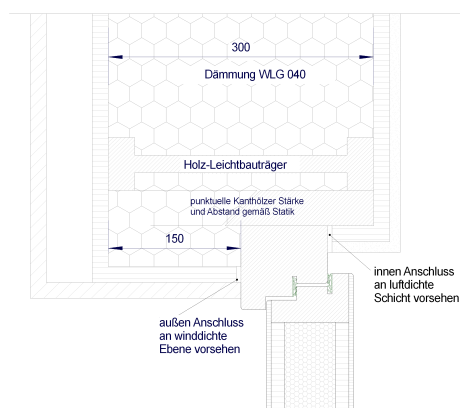 300
Dämmung WLG 040
Holz-Leichtbauträger
punktuelle Kanthölzer Stärke
und Abstand gemäß Statik
150
innen Anschluss
an luftdichte
Schicht vorsehen
außen Anschluss
an winddichte
Ebene vorsehen